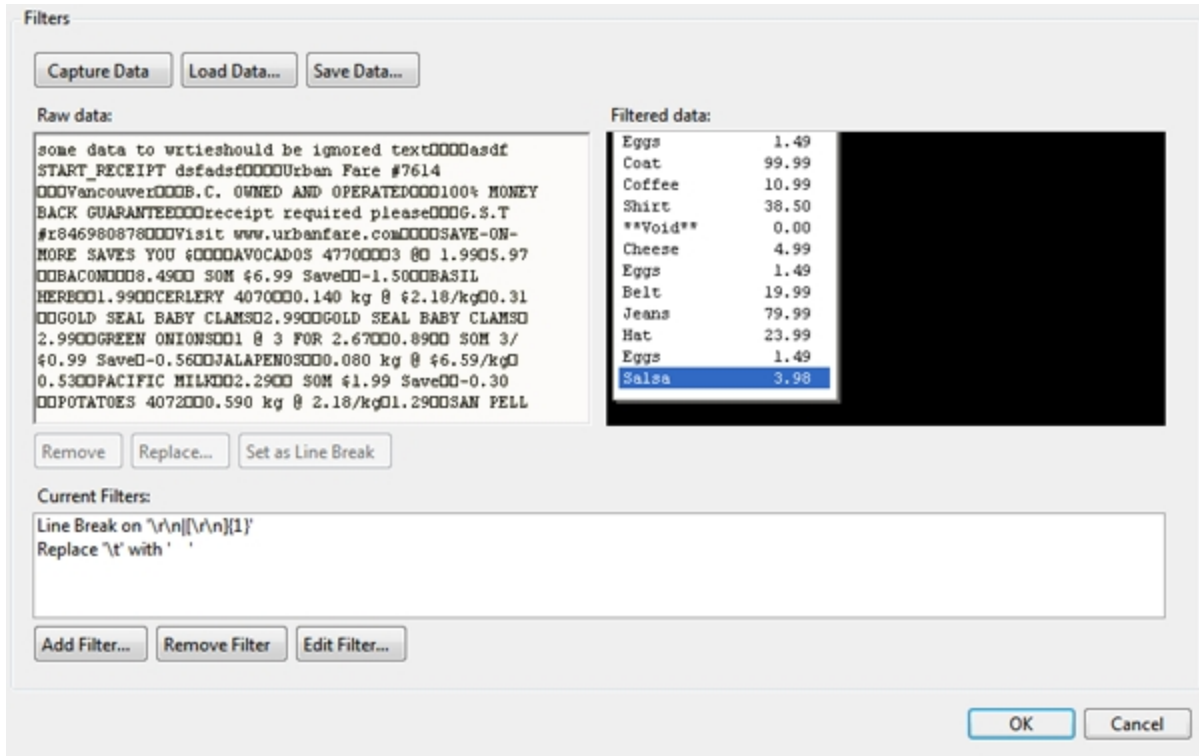 Filters
Capture Data Load Data... Save Data...
Raw data:
some data to wrtieshould be ignored text□□□□asdf
START_RECEIPT dsfadsf□□□□Urban Fare #7614
□□□Vancouver□□□B.C. OWNED AND OPERATED□□□100% MONEY
BACK GUARANTEE□□□receipt required please□□□G.S.T
#r846980878□□□Visit www.urbanfare.com□□□□SAVE-ON-
MORE SAVES YOU $□□□□AVOCADOS 4770□□□3 @□ 1.99□5.97
□□BACON□□□8.49□□ SOM $6.99 Save□□-1.50□□BASIL
HERB□□1.99□□CERLERY 4070□□0.140 kg @ $2.18/kg□0.31
□□GOLD SEAL BABY CLAMS□2.99□□GOLD SEAL BABY CLAMS□
2.99□□GREEN ONIONS□□1 @ 3 FOR 2.67□□0.89□□ SOM 3/
$0.99 Save□-0.56□□JALAPENOS□□0.080 kg @ $6.59/kg□
0.53□□PACIFIC MILK□□2.29□□ SOM $1.99 Save□□-0.30
□□POTATOES 4072□□0.590 kg @ 2.18/kg□1.29□□SAN PELL
Filtered data:
Eggs 1.49
Coat 99.99
Coffee 10.99
Shirt 38.50
**Void** 0.00
Cheese 4.99
Eggs 1.49
Belt 19.99
Jeans 79.99
Hat 23.99
Eggs 1.49
Salsa 3.98
Remove Replace... Set as Line Break
Current Filters:
Line Break on '\r\n|[\r\n]{1}'
Replace '\t' with '    '
Add Filter... Remove Filter Edit Filter...
OK Cancel